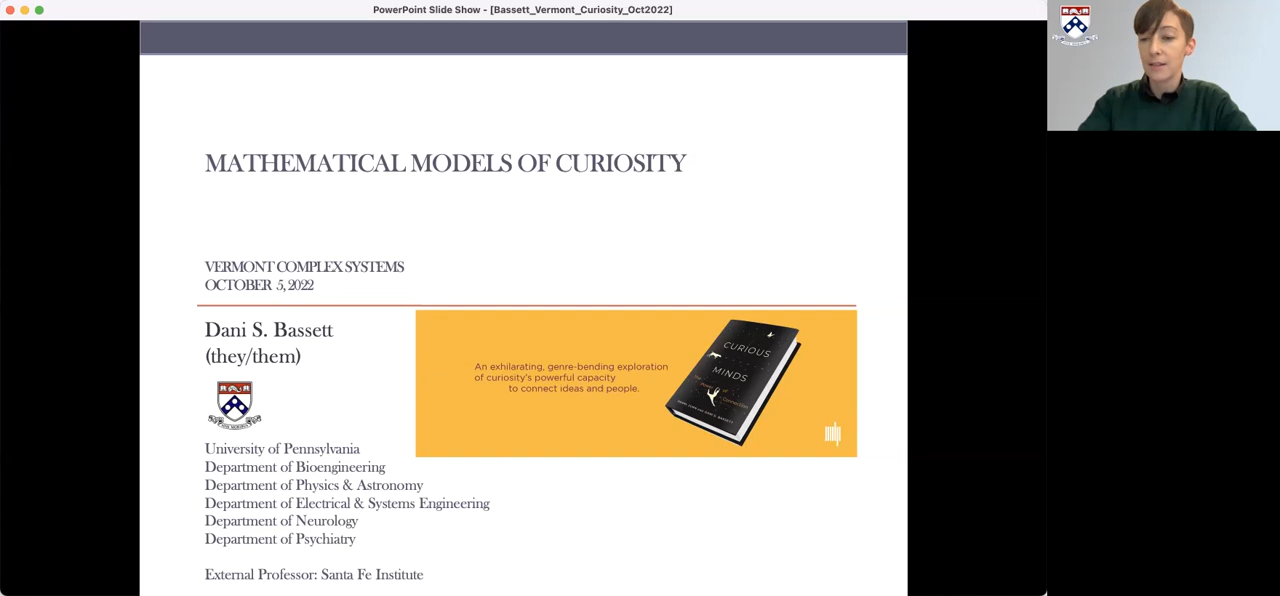 PowerPoint Slide Show - [Bassett_Vermont_Curiosity_Oct2022]
MATHEMATICAL MODELS OF CURIOSITY
VERMONT COMPLEX SYSTEMS
OCTOBER 5, 2022
Dani S. Bassett
(they/them)
An exhilarating, genre-bending exploration
of curiosity's powerful capacity
to connect ideas and people.
CURIOUS
MINDS
University of Pennsylvania
Department of Bioengineering
Department of Physics & Astronomy
Department of Electrical & Systems Engineering
Department of Neurology
Department of Psychiatry
External Professor: Santa Fe Institute